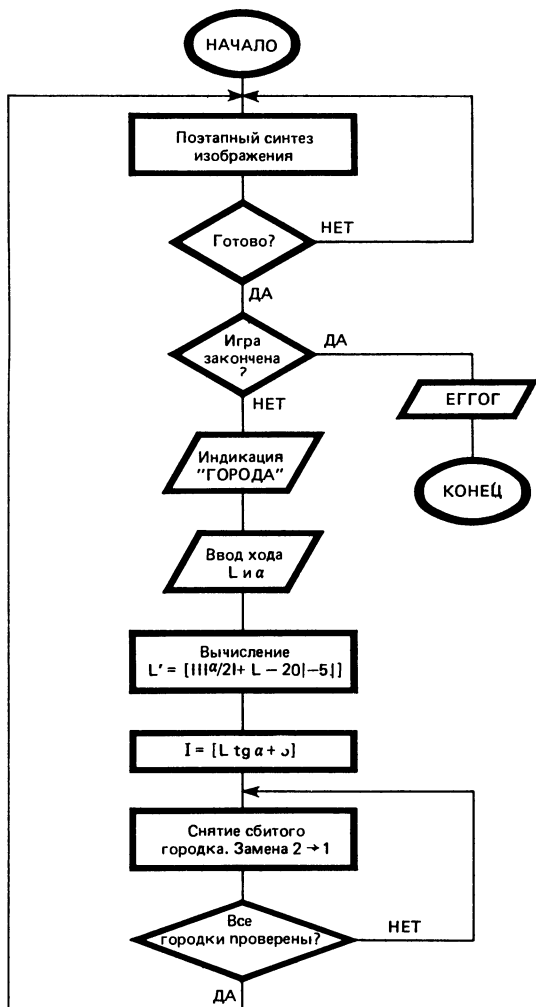 НАЧАЛО
Поэтапный синтез
изображения
Готово?
НЕТ
ДА
Игра
закончена
?
ДА
НЕТ
ЕГГОГ
КОНЕЦ
Индикация
"ГОРОДА"
Ввод хода
L и α
Вычисление
L' = [|||α/2|+ L − 20|−5|]
I = [L tg α +
Снятие сбитого
городка. Замена 2 → 1
Все
городки проверены?
НЕТ
ДА